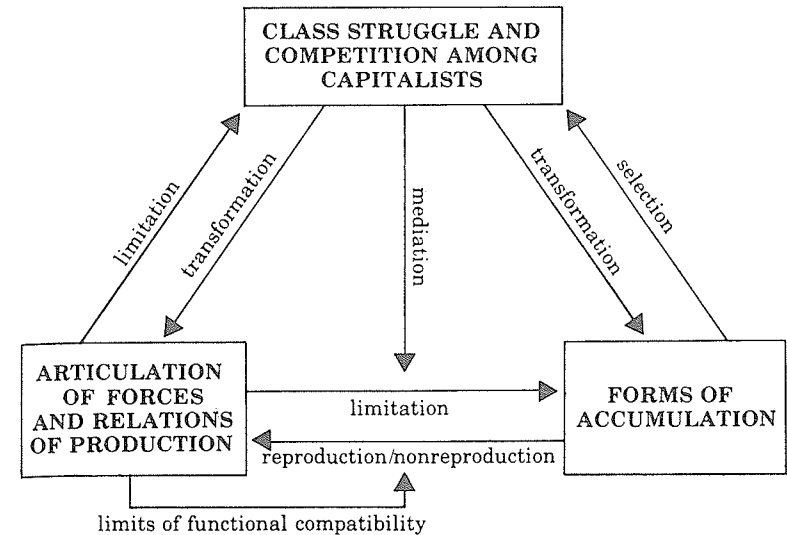 CLASS STRUGGLE AND
COMPETITION AMONG
CAPITALISTS
limitation
transformation
mediation
transformation
selection
ARTICULATION
OF FORCES
AND RELATIONS
OF PRODUCTION
limitation
reproduction/nonreproduction
FORMS OF
ACCUMULATION
limits of functional compatibility